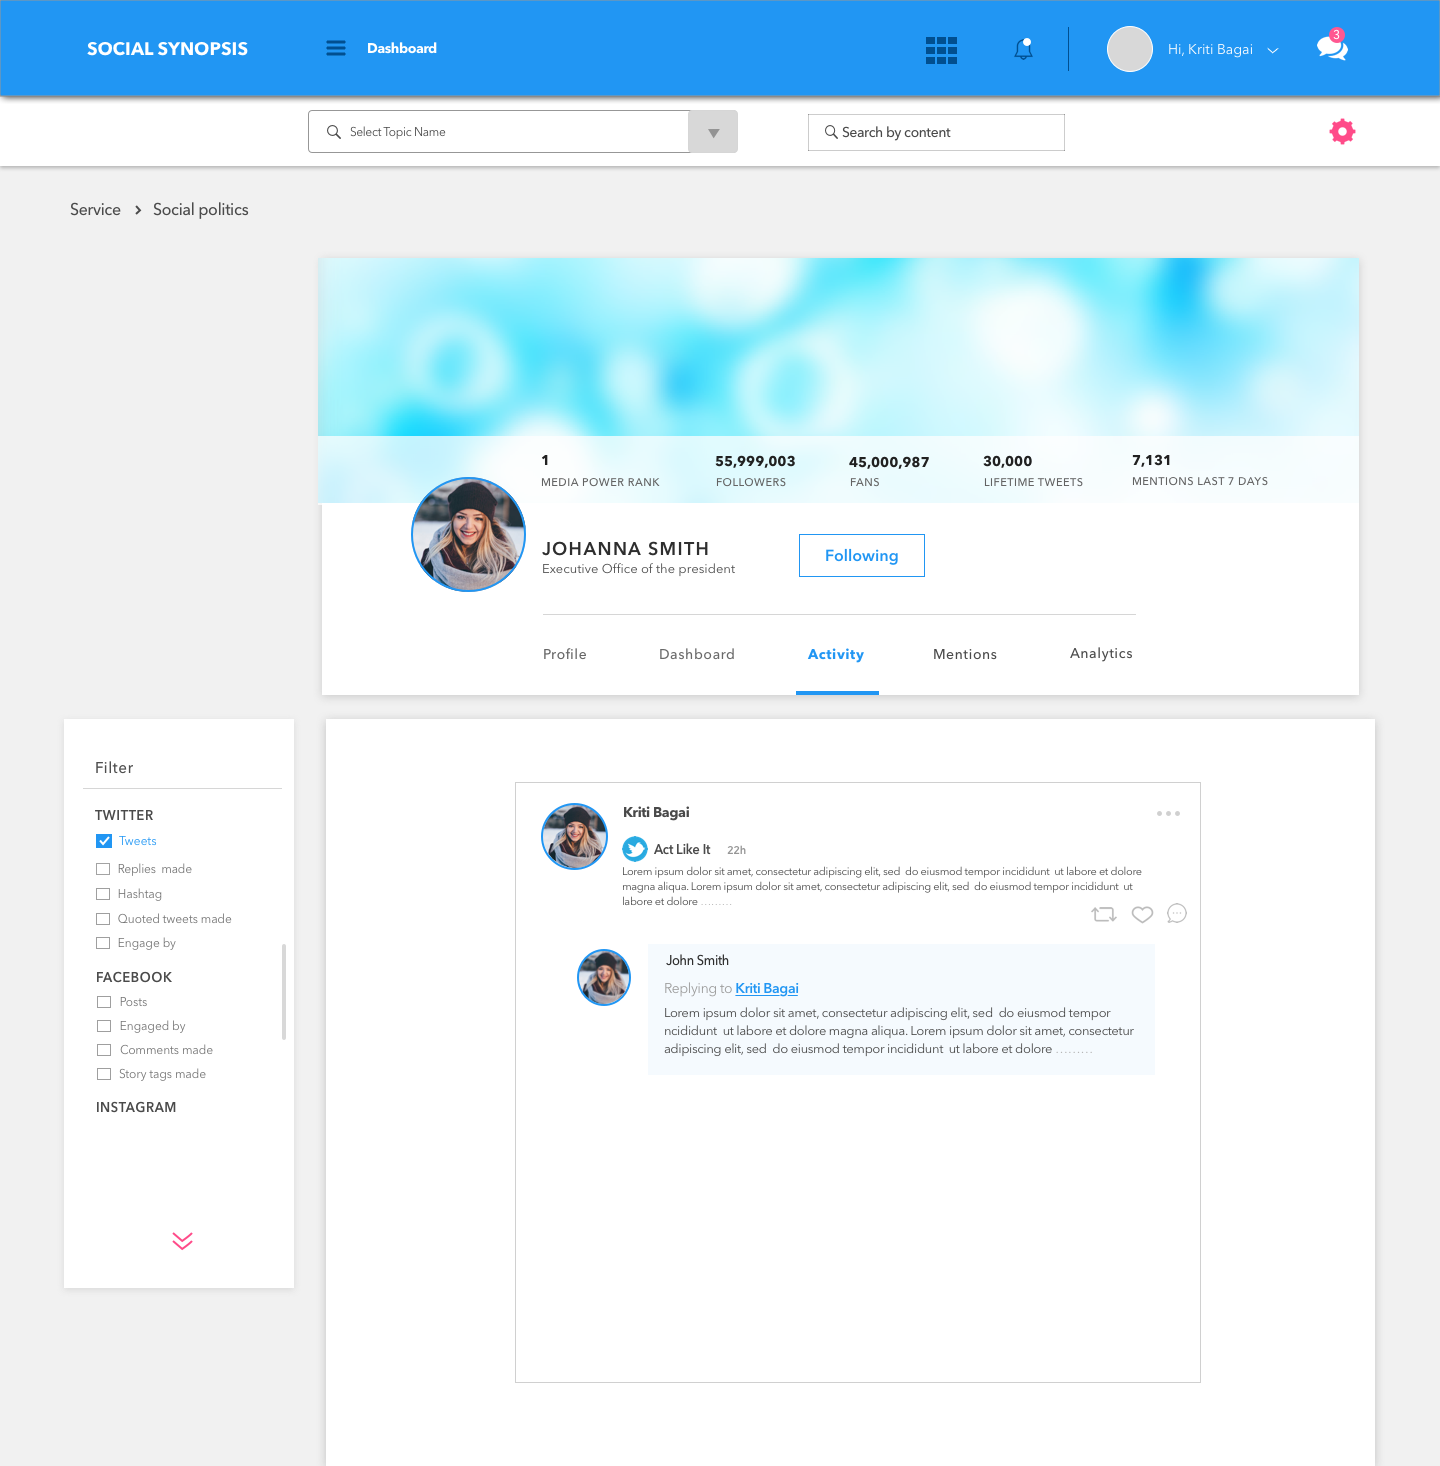 SOCIAL SYNOPSIS
Dashboard
Hi, Kriti Bagai
3
Select Topic Name
Search by content
Service > Social politics
1
MEDIA POWER RANK
55,999,003
FOLLOWERS
45,000,987
FANS
30,000
LIFETIME TWEETS
7,131
MENTIONS LAST 7 DAYS
JOHANNA SMITH
Executive Office of the president
Following
Profile
Dashboard
Activity
Mentions
Analytics
Filter
TWITTER
Tweets
Replies made
Hashtag
Quoted tweets made
Engage by
FACEBOOK
Posts
Engaged by
Comments made
Story tags made
INSTAGRAM
Kriti Bagai
Act Like It 22h
Lorem ipsum dolor sit amet, consectetur adipiscing elit, sed do eiusmod tempor incididunt ut labore et dolore
magna aliqua. Lorem ipsum dolor sit amet, consectetur adipiscing elit, sed do eiusmod tempor incididunt ut
labore et dolore .........
John Smith
Replying to Kriti Bagai
Lorem ipsum dolor sit amet, consectetur adipiscing elit, sed do eiusmod tempor
ncididunt ut labore et dolore magna aliqua. Lorem ipsum dolor sit amet, consectetur
adipiscing elit, sed do eiusmod tempor incididunt ut labore et dolore .........